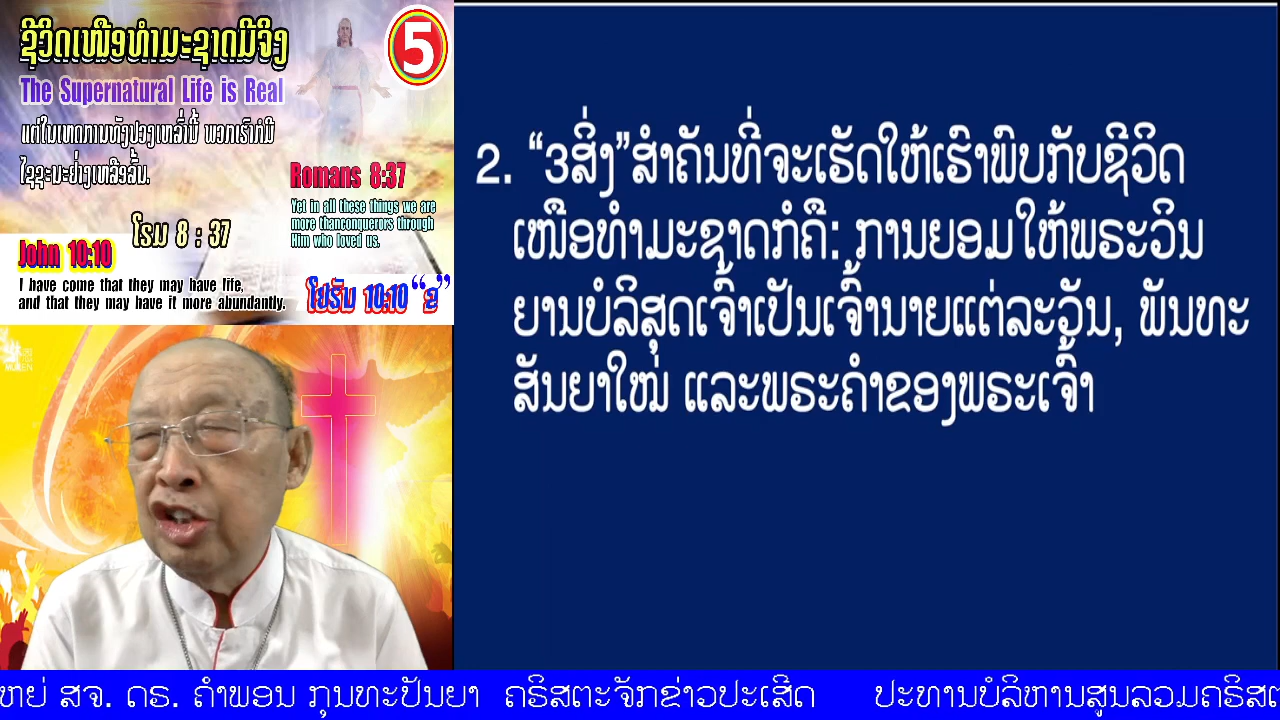 ຊີວິດເໜືອທຳມະຊາດມີຈິງ
The Supernatural Life is Real
ແຕ່ໃນເຫດການທັງປວງເຫລົ່ານີ້ ພວກເຮົາກໍມີ
ໄຊຊະນະຢ່າງເຫລືອລົ້ນ.
ໂຣມ 8 : 37
5
Romans 8:37
Yet in all these things we are
more thanconquerors through
Him who loved us.
John 10:10
I have come that they may have life,
and that they may have it more abundantly.
ໂປຣັມ 10:10 “ຂ”
2. “3ສິ່ງ”ສຳຄັນທີ່ຈະເຮັດໃຫ້ເຮົາພົບກັບຊີວິດ
ເໜືອທຳມະຊາດກໍຄື: ການຍອມໃຫ້ພຣະວິນ
ຍານບໍລິສຸດເຈົ້າເປັນເຈົ້ານາຍແຕ່ລະວັນ, ພັນທະ
ສັນຍາໃໝ່ ແລະພຣະຄຳຂອງພຣະເຈົ້າ
ຫຍ່ ສຈ. ດຣ. ຄຳພອນ ກຸນທະປັນຍາ ຄຣິສຕະຈັກຂ່າວປະເສີດ ປະທານບໍລິຫານສູນລວມຄຣິສຕ